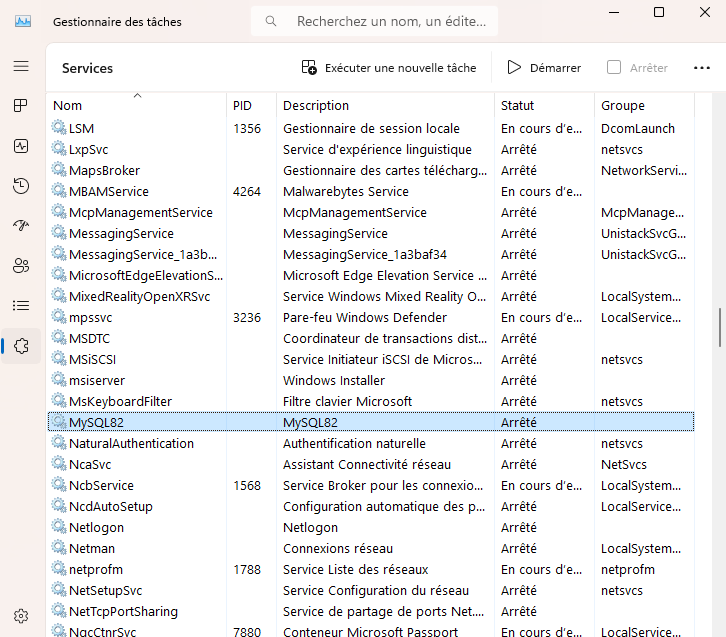 Gestionnaire des tâches
Recherchez un nom, un édite...
Services
Exécuter une nouvelle tâche
Démarrer
Arrêter
Nom PID Description Statut Groupe
LSM 1356 Gestionnaire de session locale En cours d'e... DcomLaunch
LxpSvc Service d'expérience linguistique Arrêté netsvcs
MapsBroker Gestionnaire des cartes télécharg... Arrêté NetworkServi...
MBAMService 4264 Malwarebytes Service En cours d'e...
McpManagementService McpManagementService Arrêté McpManage...
MessagingService MessagingService Arrêté UnistackSvcG...
MessagingService_1a3b... MessagingService_1a3baf34 Arrêté UnistackSvcG...
MicrosoftEdgeElevationS... Microsoft Edge Elevation Service ... Arrêté
MixedRealityOpenXRSvc Service Windows Mixed Reality O... Arrêté LocalSystem...
mpssvc 3236 Pare-feu Windows Defender En cours d'e... LocalService...
MSDTC Coordinateur de transactions dist... Arrêté
MSiSCSI Service Initiateur iSCSI de Micros... Arrêté netsvcs
msiserver Windows Installer Arrêté
MsKeyboardFilter Filtre clavier Microsoft Arrêté netsvcs
MySQL82 MySQL82 Arrêté
NaturalAuthentication Authentification naturelle Arrêté netsvcs
NcaSvc Assistant Connectivité réseau Arrêté NetSvcs
NcbService 1568 Service Broker pour les connexio... En cours d'e... LocalSystem...
NcdAutoSetup Configuration automatique des p... Arrêté LocalService...
Netlogon Netlogon Arrêté
Netman Connexions réseau Arrêté LocalSystem...
netprofm 1788 Service Liste des réseaux En cours d'e... netprofm
NetSetupSvc Service Configuration du réseau Arrêté netsvcs
NetTcpPortSharing Service de partage de ports Net.... Arrêté
NgcCtnrSvc 7880 Conteneur Microsoft Passport En cours d'e... LocalService...